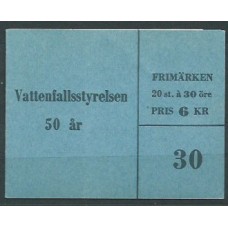 Vattenfallsstyrelsen
50 år
FRIMÄRKEN
20 st. à 30 öre
PRIS 6 KR
30